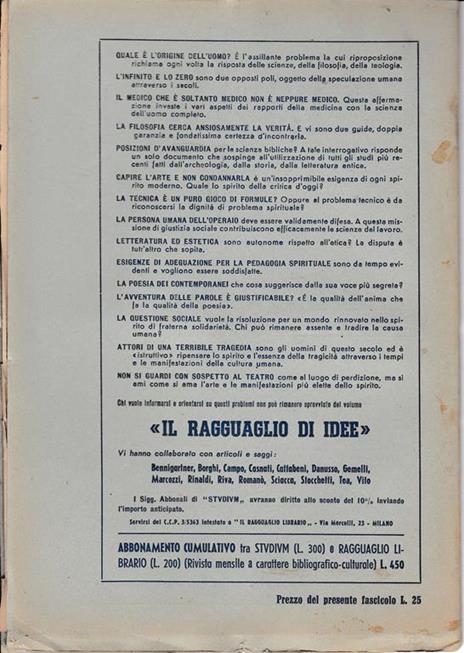 QUALE È L'ORIGINE DELL'UOMO? È l'assillante problema la cui riproposizione
richiama ogni volta la risposta delle scienze, della filosofia, della teologia.
L'INFINITO E LO ZERO sono due opposti poli, oggetto della speculazione umana
attraverso i secoli.
IL MEDICO CHE È SOLTANTO MEDICO NON È NEPPURE MEDICO. Questa afferma-
zione investe i vari aspetti dei rapporti della medicina con la scienza
dell'uomo completo.
LA FILOSOFIA CERCA ANSIOSAMENTE LA VERITÀ. E vi sono due guide, doppia
garanzia e fondatissima certezza d'incontrarla.
POSIZIONI D'AVANGUARDIA per le scienze bibliche? A tale interrogativo risponde
un solo documento che sospinge all'utilizzazione di tutti gli studi più re-
centi fatti dall'archeologia, dalla storia, dalla letteratura antica.
CAPIRE L'ARTE E NON CONDANNARLA è un'insopprimibile esigenza di ogni spi-
rito moderno. Quale lo spirito della critica d'oggi?
LA TECNICA È UN PURO GIOCO DI FORMULE? Oppure al problema tecnico è da
riconoscersi la dignità di problema spirituale?
LA PERSONA UMANA DELL'OPERAIO deve essere validamente difesa. A questa mis-
sione di giustizia sociale contribuiscono efficacemente le scienze del lavoro.
LETTERATURA ED ESTETICA sono autonome rispetto all'etica? La disputa è
tutt'altro che sopita.
ESIGENZE DI ADEGUAZIONE PER LA PEDAGOGIA SPIRITUALE sono da tempo evi-
denti e vogliono essere soddisfatte.
LA POESIA DEI CONTEMPORANEI che cosa suggerisce dalla sua voce più segreta?
L'AVVENTURA DELLE PAROLE È GIUSTIFICABILE? «È la qualità dell'anima che
fa la qualità della poesia».
LA QUESTIONE SOCIALE vuole la risoluzione per un mondo rinnovato nello spi-
rito di fraterna solidarietà. Chi può rimanere assente e tradire la causa
umana?
ATTORI DI UNA TERRIBILE TRAGEDIA sono gli uomini di questo secolo ed è
«istruttivo» ripensare lo spirito e l'essenza della tragicità attraverso i tempi
e le manifestazioni della cultura umana.
NON SI GUARDI CON SOSPETTO AL TEATRO come al luogo di perdizione, ma si
ami come si ama l'arte e le manifestazioni più elette dello spirito.
Chi vuole informarsi e orientarsi su questi problemi non può rimanere sprovvisto del volume
«IL RAGGUAGLIO DI IDEE»
Vi hanno collaborato con articoli e saggi:
Bennigartner, Borghi, Campo, Casnati, Cattabeni, Danusso, Gemelli,
Marcozzi, Rinaldi, Riva, Romanò, Sciacca, Stocchetti, Tea, Vito
I Sigg. Abbonati di "STVDIVM„ avranno diritto allo sconto del 10% inviando
l'importo anticipato.
Servirsi del C.C.P. 3/5363 intestato a "IL RAGGUAGLIO LIBRARIO„ - Via Mercalli, 23 - MILANO
ABBONAMENTO CUMULATIVO tra STVDIVM (L. 300) e RAGGUAGLIO LI-
BRARIO (L. 200) (Rivista mensile a carattere bibliografico-culturale) L. 450
Prezzo del presente fascicolo L. 25